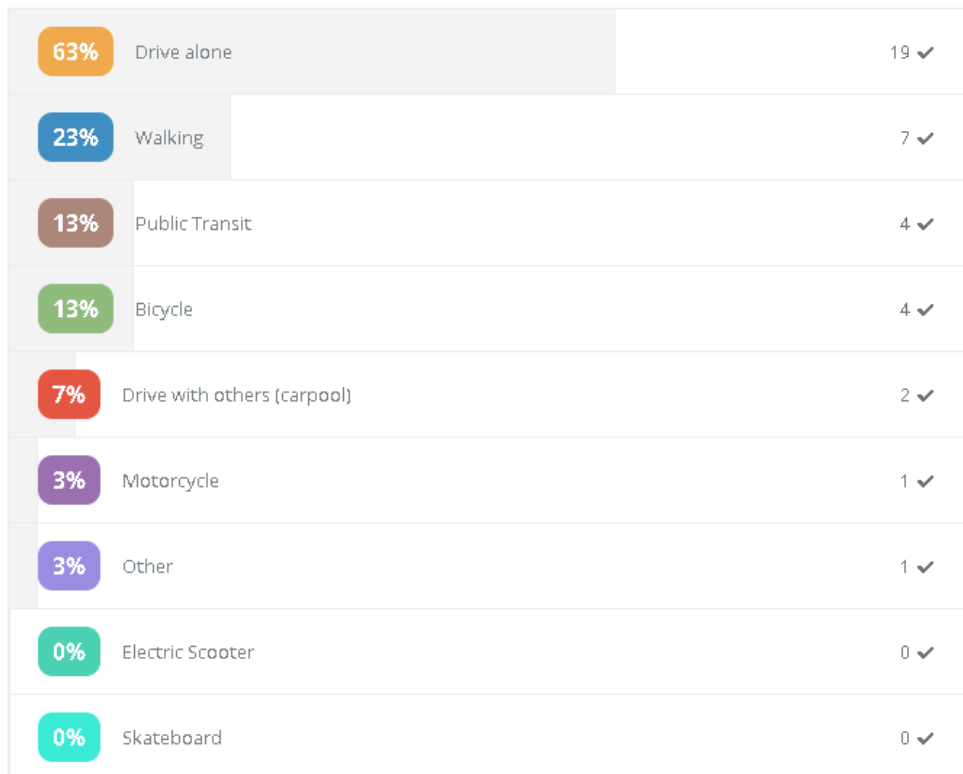 63% Drive alone 19
23% Walking 7
13% Public Transit 4
13% Bicycle 4
7% Drive with others (carpool) 2
3% Motorcycle 1
3% Other 1
0% Electric Scooter 0
0% Skateboard 0